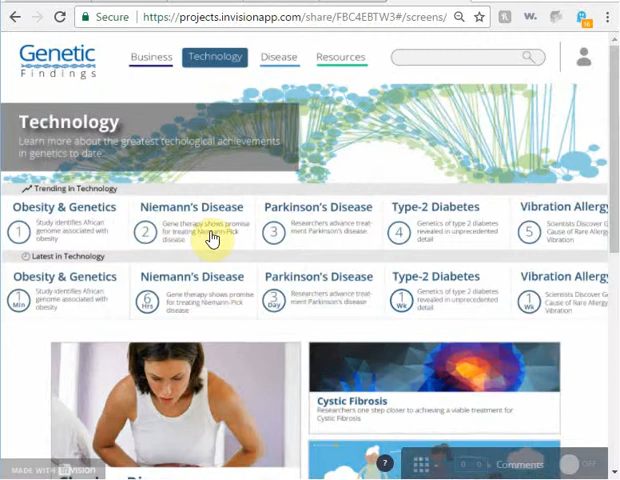 Secure https://projects.invisionapp.com/share/FBC4EBTW3#/screens/
W.
16
Genetic
Findings
Business Technology Disease Resources
Technology
Learn more about the greatest techological achievements
in genetics to date.
Trending in Technology
Obesity & Genetics Niemann's Disease Parkinson's Disease Type-2 Diabetes Vibration Allergy
1 Study identifies African
genome associated with
obesity
2 Gene therapy shows promise
for treating Niemann-Pick
disease
3 Researchers advance treat-
ment Parkinson's disease
4 Genetics of type 2 diabetes
revealed in unprecedented
detail
5 Scientists Discover G
Cause of Rare Allergy
Vibration
Latest in Technology
Obesity & Genetics Niemann's Disease Parkinson's Disease Type-2 Diabetes Vibration Allergy
1 Min Study identifies African
genome associated with
obesity
6 Hrs Gene therapy shows promise
for treating Niemann-Pick
disease
3 Day Researchers advance treat-
ment Parkinson's disease
1 Wk Genetics of type 2 diabetes
revealed in unprecedented
detail
1 Wk Scientists Discover G
Cause of Rare Allergy
Vibration
Cystic Fibrosis
Researchers one step closer to achieving a viable treatment for
Cystic Fibrosis
MADE WITH invision
? Comments OFF